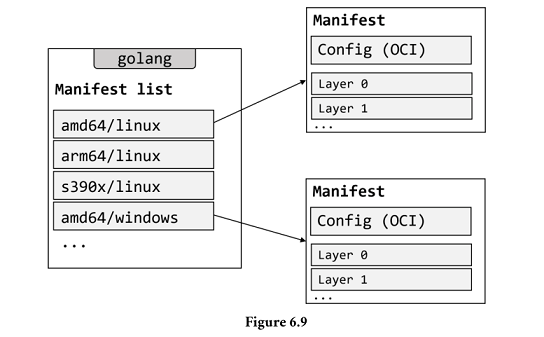 golang
Manifest list
amd64/linux
arm64/linux
s390x/linux
amd64/windows
...
Manifest
Config (OCI)
Layer 0
Layer 1
...
Manifest
Config (OCI)
Layer 0
Layer 1
...
Figure 6.9